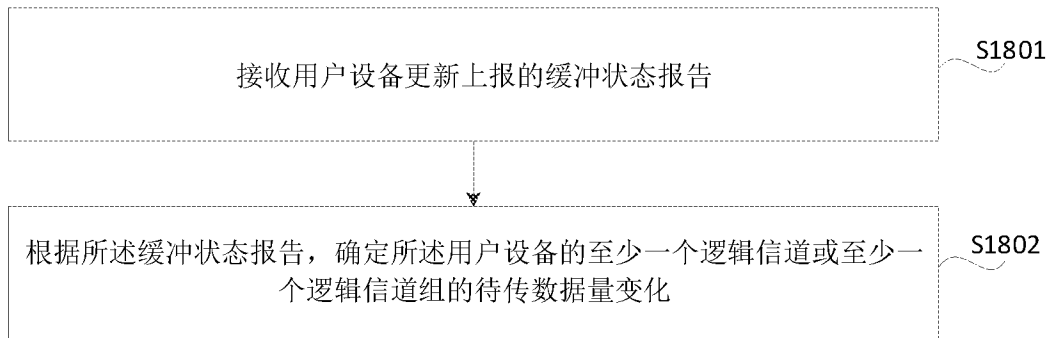 接收用户设备更新上报的缓冲状态报告
S1801
根据所述缓冲状态报告，确定所述用户设备的至少一个逻辑信道或至少一
个逻辑信道组的待传数据量变化
S1802